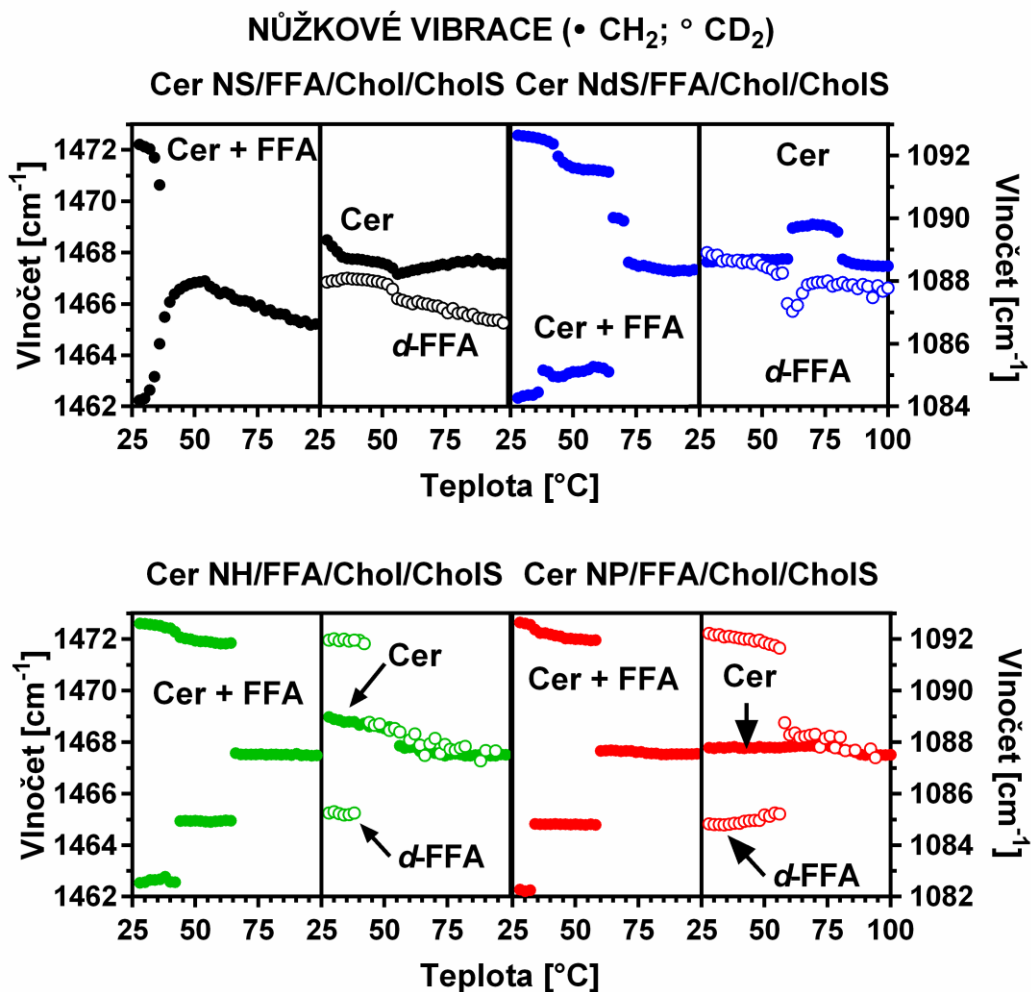 NŮŽKOVÉ VIBRACE (• CH₂; ° CD₂)
Cer NS/FFA/Chol/CholS Cer NdS/FFA/Chol/CholS
Vlnočet [cm⁻¹]
1472
1470
1468
1466
1464
1462
Cer + FFA
Cer
d-FFA
Cer + FFA
Cer
d-FFA
1092
1090
1088
1086
1084
Vlnočet [cm⁻¹]
25 50 75 25 50 75 25 50 75 25 50 75 100
Teplota [°C] Teplota [°C]
Cer NH/FFA/Chol/CholS Cer NP/FFA/Chol/CholS
Vlnočet [cm⁻¹]
1472
1470
1468
1466
1464
1462
Cer + FFA
Cer
d-FFA
Cer + FFA
Cer
d-FFA
1092
1090
1088
1086
1084
1082
Vlnočet [cm⁻¹]
25 50 75 25 50 75 25 50 75 25 50 75 100
Teplota [°C] Teplota [°C]